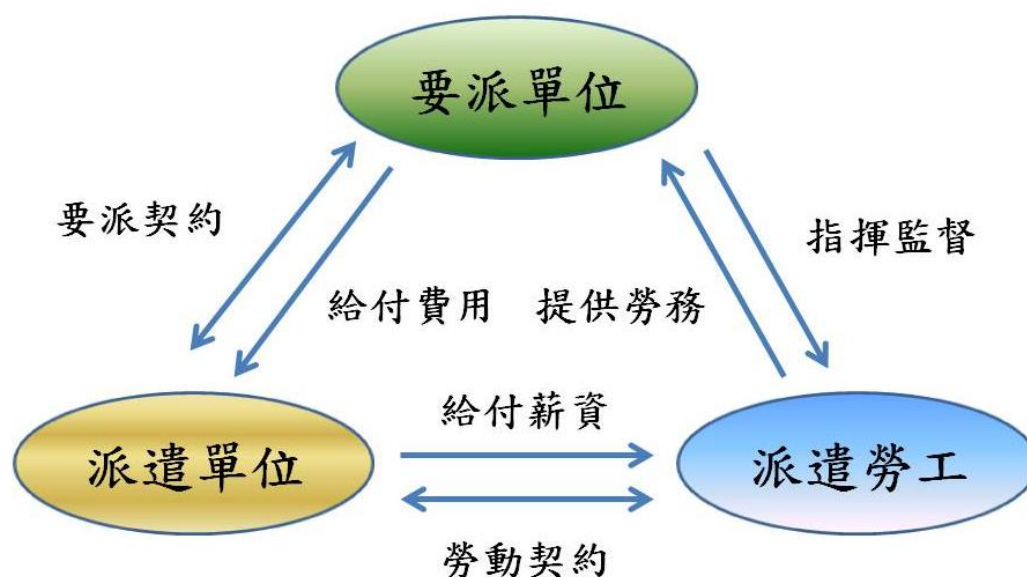 要派單位
要派契約
指揮監督
給付費用
提供勞務
給付薪資
派遣單位
派遣勞工
勞動契約